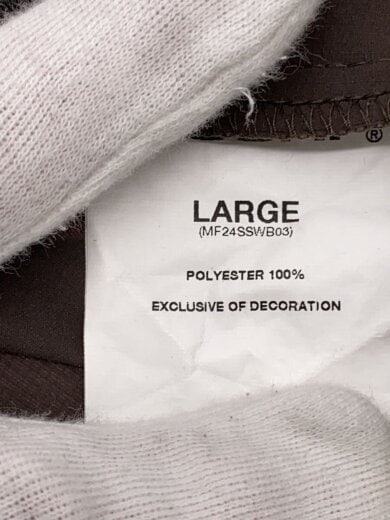 ®
LARGE
(MF24SSWB03)
POLYESTER 100%
EXCLUSIVE OF DECORATION